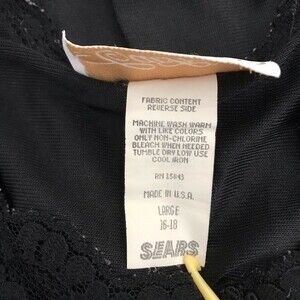 FABRIC CONTENT
REVERSE SIDE
MACHINE WASH WARM
WITH LIKE COLORS
ONLY NON-CHLORINE
BLEACH WHEN NEEDED
TUMBLE DRY LOW USE
COOL IRON
RN 15843
MADE IN U.S.A.
LARGE
16-18
SEARS